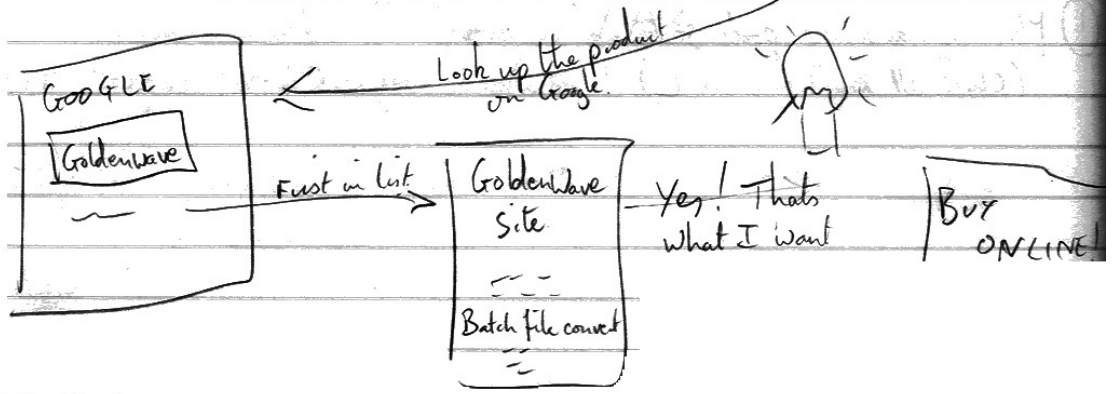 Look up the product
on Google.
GOOGLE
Goldenwave
First in list
GoldenWave
Site
Batch file convert
Yes! Thats
what I want
BUY
ONLINE!